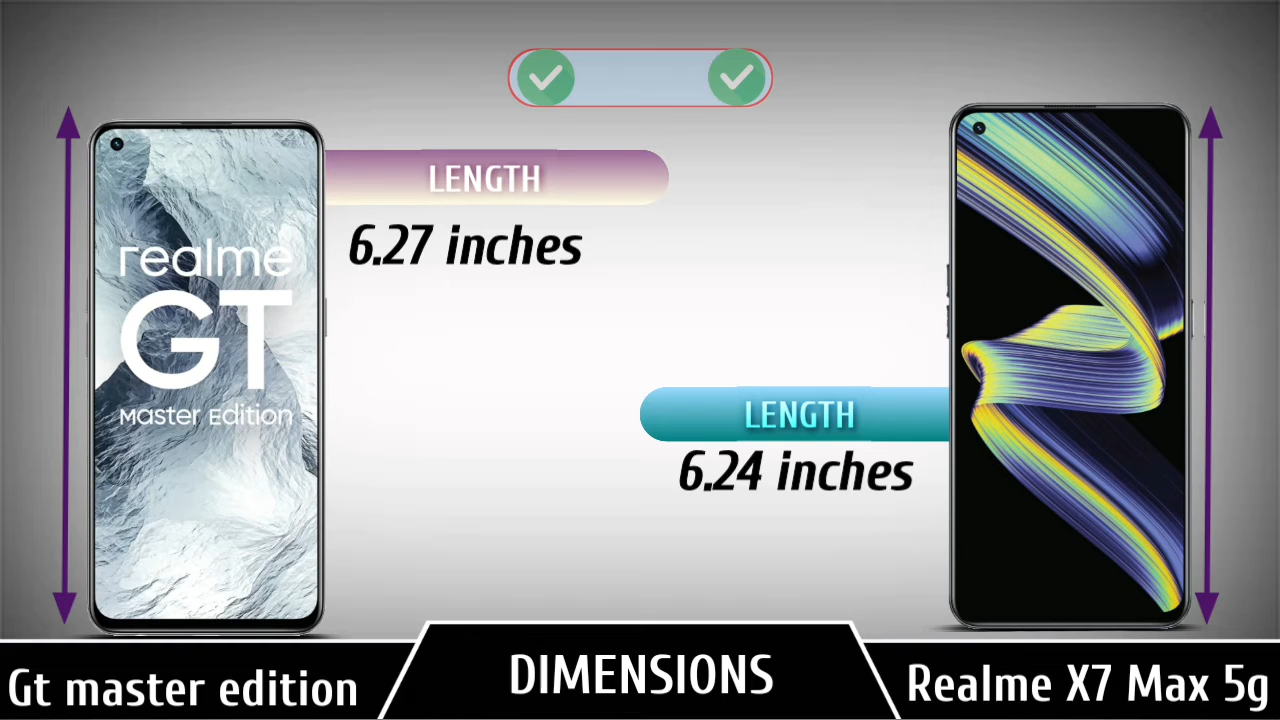 LENGTH
6.27 inches
realme
GT
Master Edition
LENGTH
6.24 inches
Gt master edition
DIMENSIONS
Realme X7 Max 5g